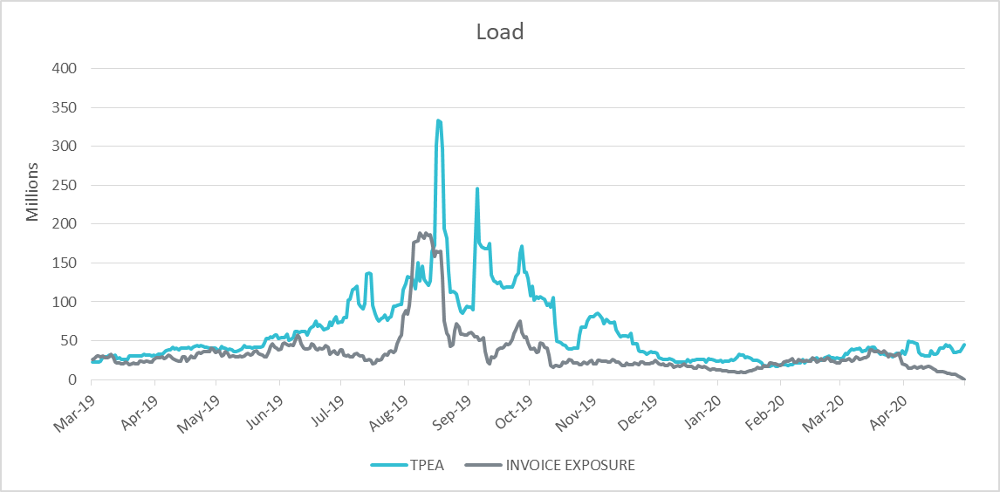 Load
Millions
400
350
300
250
200
150
100
50
0
Mar-19 Apr-19 May-19 Jun-19 Jul-19 Aug-19 Sep-19 Oct-19 Nov-19 Dec-19 Jan-20 Feb-20 Mar-20 Apr-20
TPEA INVOICE EXPOSURE